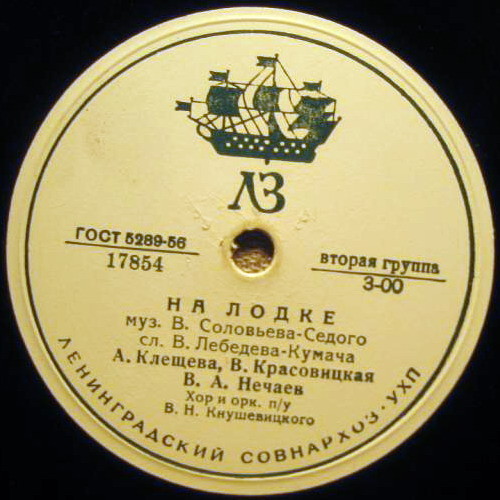 ЛЗ
ГОСТ 5289-56
17854
вторая группа
3-00
НА ЛОДКЕ
муз. В. Соловьева-Седого
сл. В. Лебедева-Кумача
А. Клещева, В. Красовицкая
В. А. Нечаев
Хор и орк. п/у
В. Н. Кнушевицкого
ЛЕНИНГРАДСКИЙ СОВНАРХОЗ·УХП